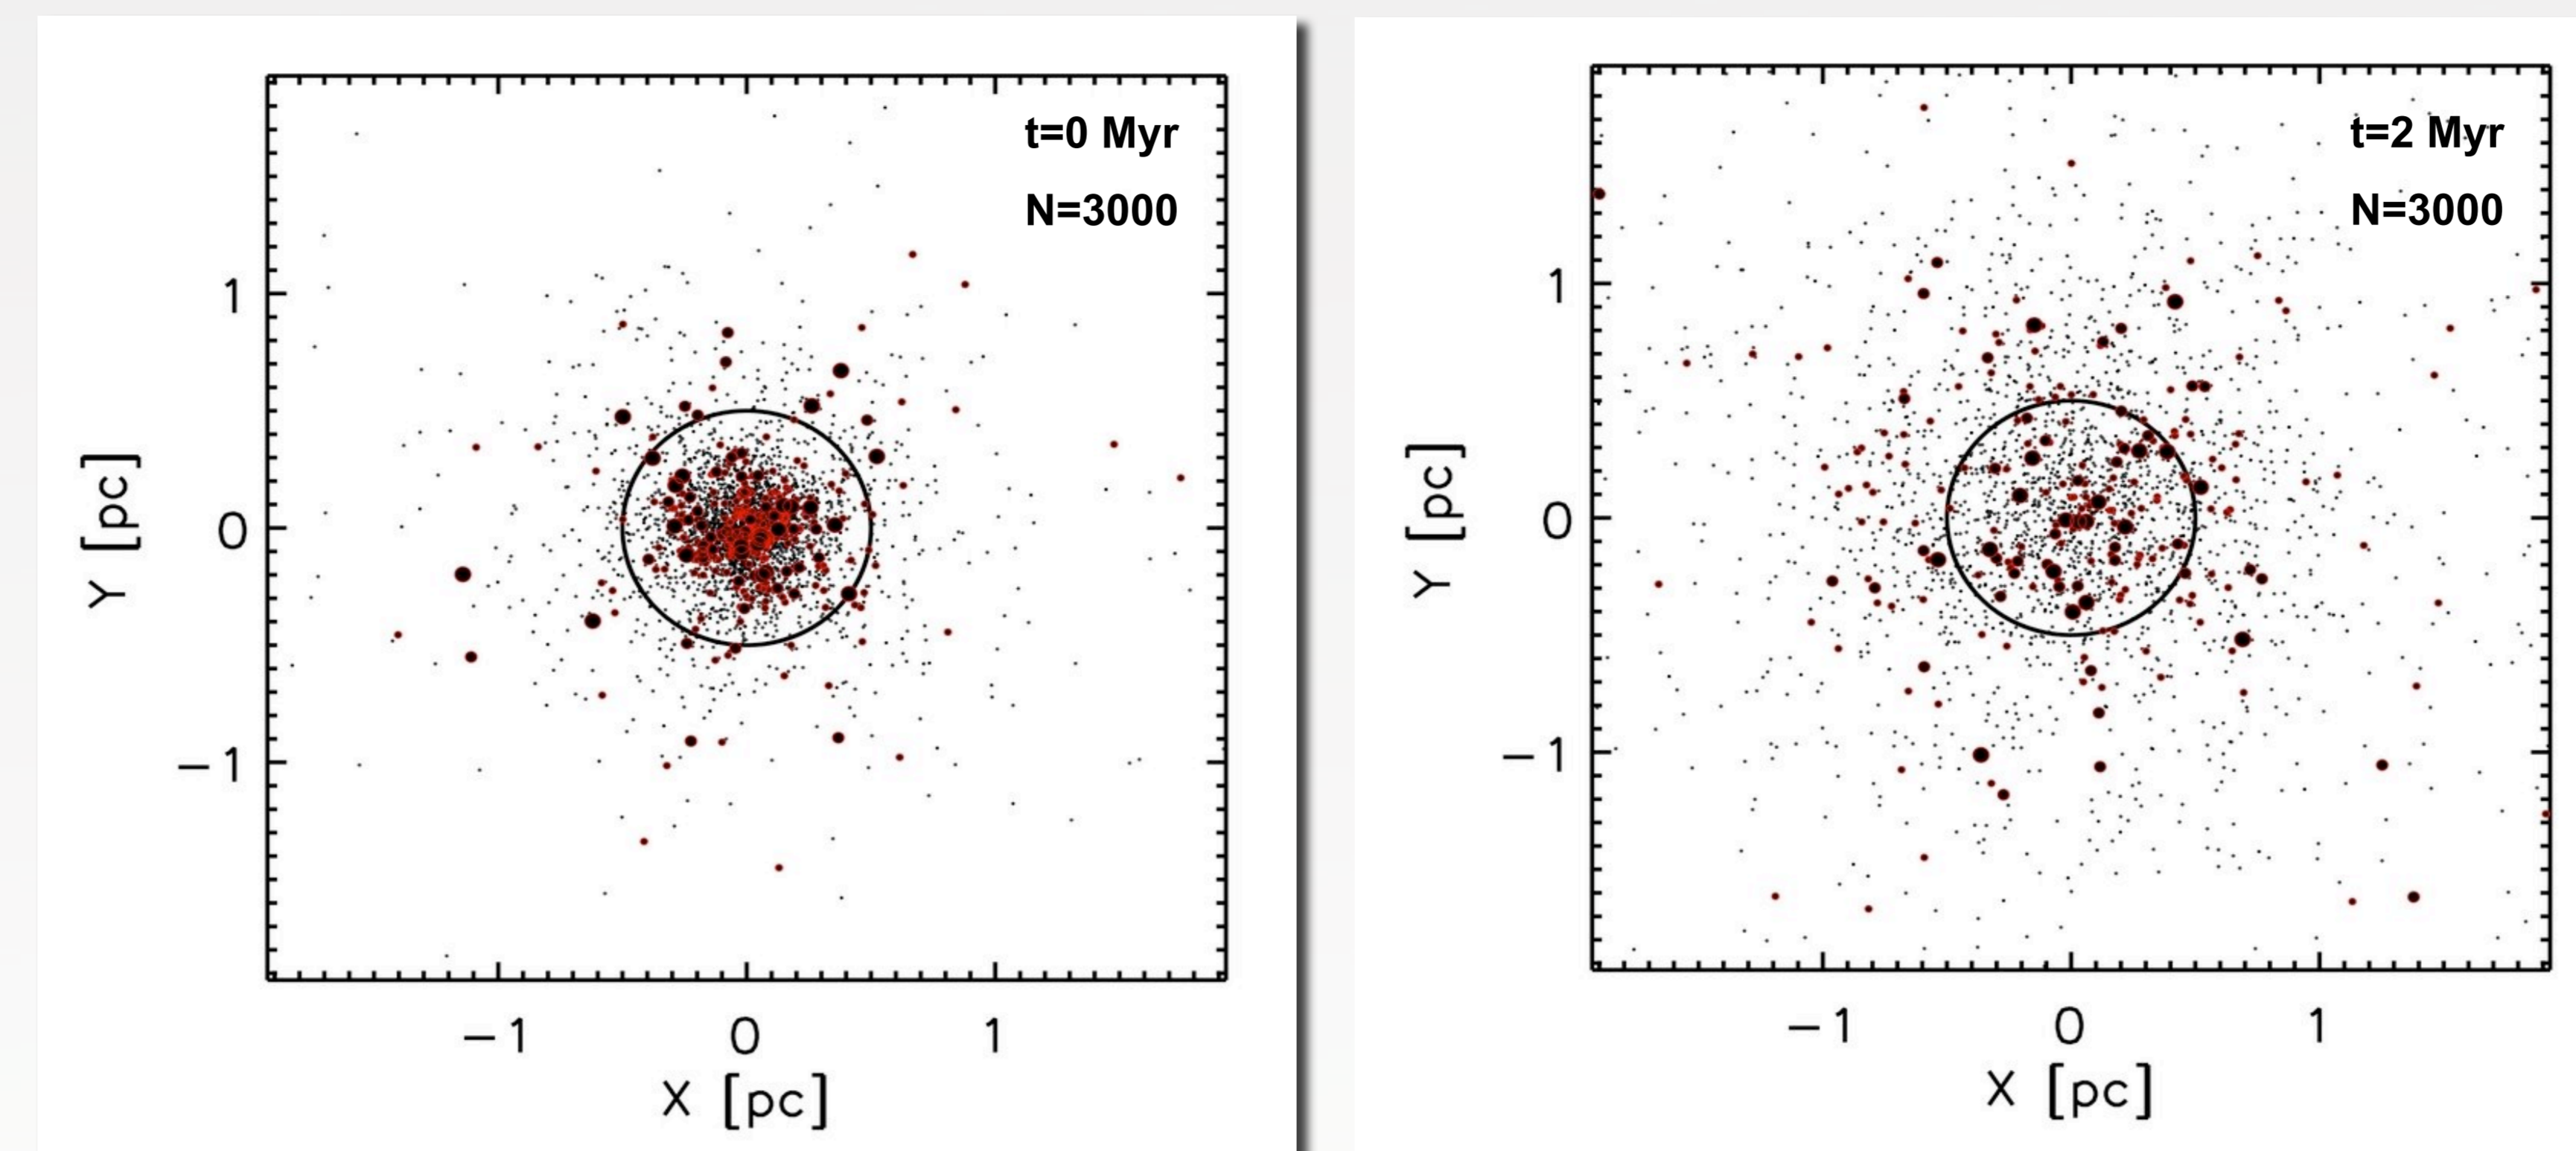 t=0 Myr
N=3000
1
0
−1
Y [pc]
−1 0 1
X [pc]
t=2 Myr
N=3000
1
0
−1
Y [pc]
−1 0 1
X [pc]